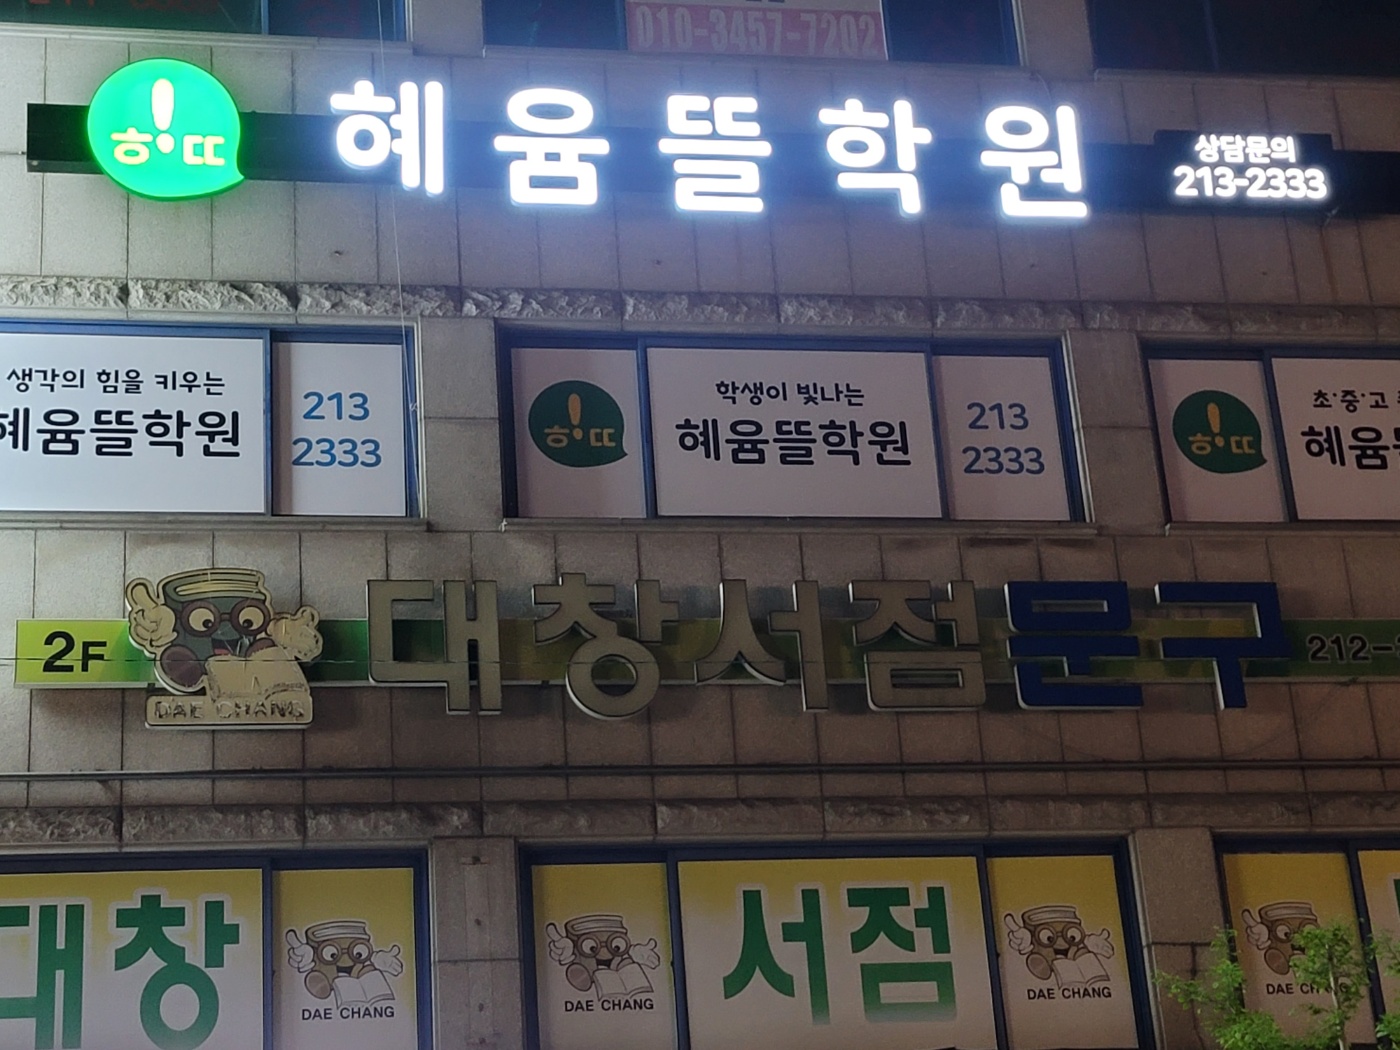 010-3457-7202
ㅎ!ㄸ 혜윰뜰학원 상담문의
213-2333
생각의 힘을 키우는
혜윰뜰학원
213
2333
ㅎ!ㄸ
학생이 빛나는
혜윰뜰학원
213
2333
ㅎ!ㄸ
초·중·고
혜윰
2F DAE CHANG 대창서점문구 212-
대창
DAE CHANG
DAE CHANG
서점
DAE CHANG
DAE CHANG